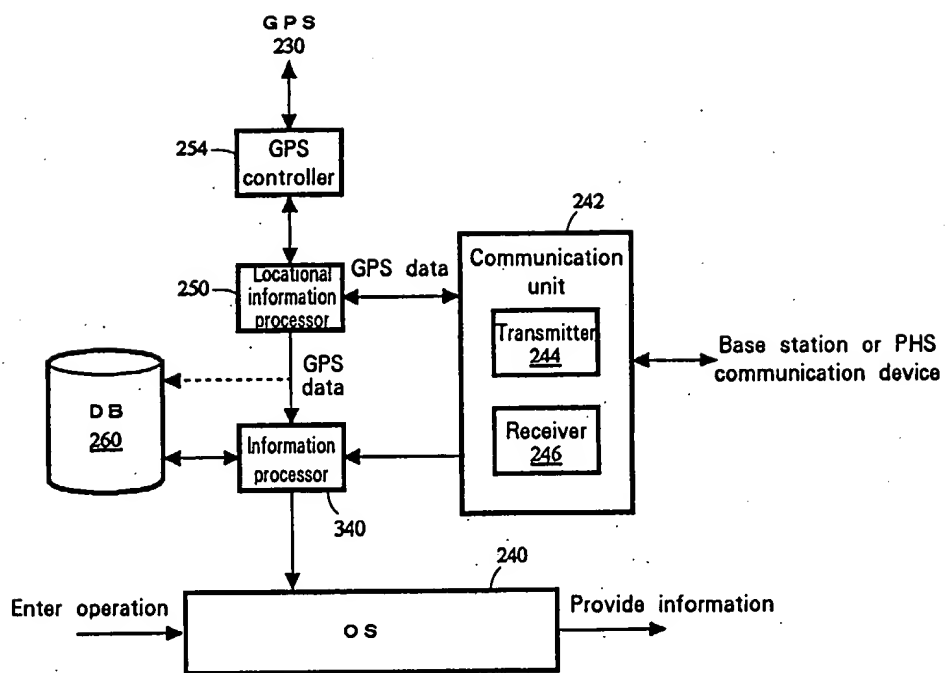 GPS
230
254
GPS
controller
242
Communication
unit
250
Locational
information
processor
GPS data
Transmitter
244
Base station or PHS
communication device
GPS
data
DB
260
Receiver
246
Information
processor
340
240
Enter operation
OS
Provide information